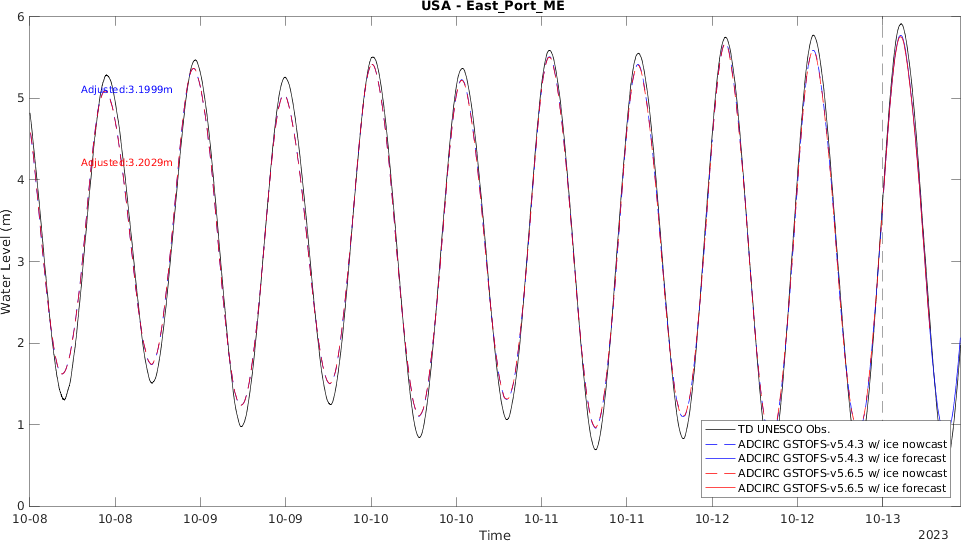 USA - East_Port_ME
6
5
4
3
2
1
0
Water Level (m)
Adjusted:3.1999m
Adjusted:3.2029m
TD UNESCO Obs.
ADCIRC GSTOFS-v5.4.3 w/ ice nowcast
ADCIRC GSTOFS-v5.4.3 w/ ice forecast
ADCIRC GSTOFS-v5.6.5 w/ ice nowcast
ADCIRC GSTOFS-v5.6.5 w/ ice forecast
10-08 10-08 10-09 10-09 10-10 10-10 10-11 10-11 10-12 10-12 10-13
Time
2023